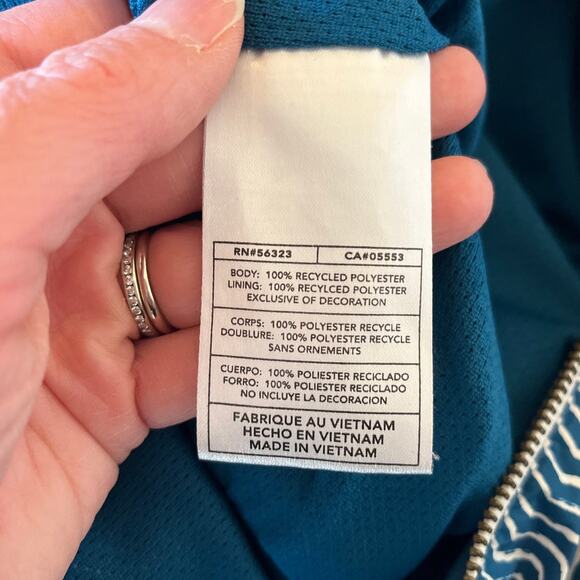 RN#56323 CA#05553
BODY: 100% RECYCLED POLYESTER
LINING: 100% RECYLCED POLYESTER
EXCLUSIVE OF DECORATION
CORPS: 100% POLYESTER RECYCLE
DOUBLURE: 100% POLYESTER RECYCLE
SANS ORNEMENTS
CUERPO: 100% POLIESTER RECICLADO
FORRO: 100% POLIESTER RECICLADO
NO INCLUYE LA DECORACION
FABRIQUE AU VIETNAM
HECHO EN VIETNAM
MADE IN VIETNAM